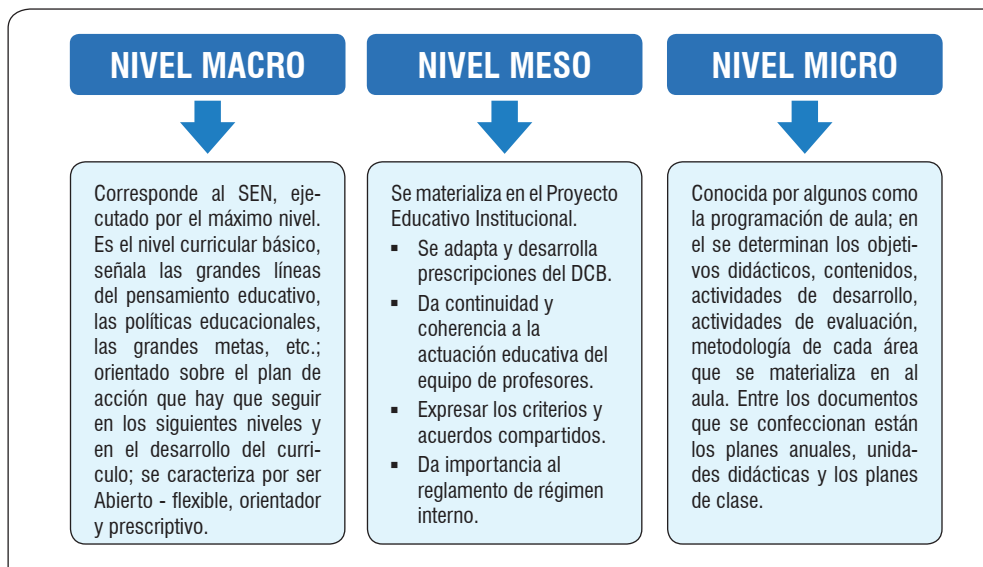 NIVEL MACRO
Corresponde al SEN, eje-
cutado por el máximo nivel.
Es el nivel curricular básico,
señala las grandes líneas
del pensamiento educativo,
las políticas educacionales,
las grandes metas, etc.;
orientado sobre el plan de
acción que hay que seguir
en los siguientes niveles y
en el desarrollo del curri-
culo; se caracteriza por ser
Abierto - flexible, orientador
y prescriptivo.
NIVEL MESO
Se materializa en el Proyecto
Educativo Institucional.
▪ Se adapta y desarrolla
prescripciones del DCB.
▪ Da continuidad y
coherencia a la
actuación educativa del
equipo de profesores.
▪ Expresar los criterios y
acuerdos compartidos.
▪ Da importancia al
reglamento de régimen
interno.
NIVEL MICRO
Conocida por algunos como
la programación de aula; en
el se determinan los objeti-
vos didácticos, contenidos,
actividades de desarrollo,
actividades de evaluación,
metodología de cada área
que se materializa en al
aula. Entre los documentos
que se confeccionan están
los planes anuales, unida-
des didácticas y los planes
de clase.